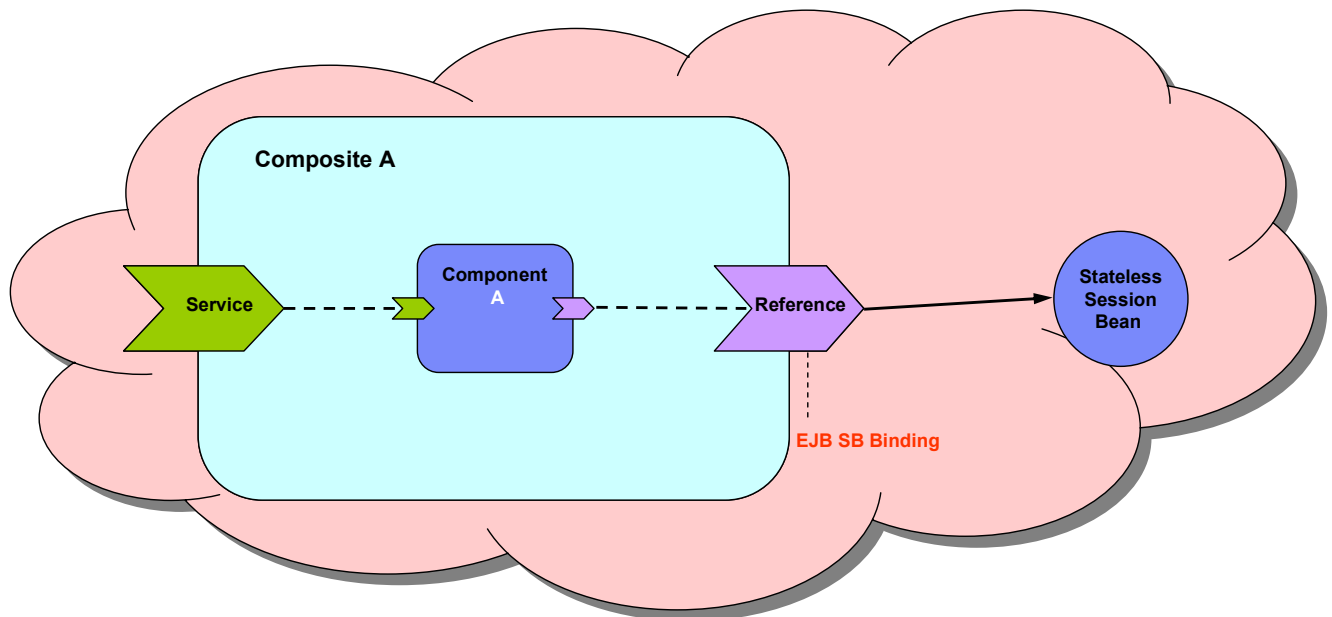 Composite A
Component
A
Service
Reference
Stateless
Session
Bean
EJB SB Binding